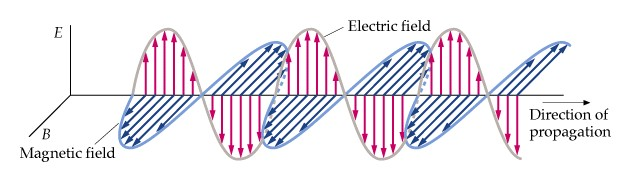 E
Electric field
B
Magnetic field
Direction of
propagation